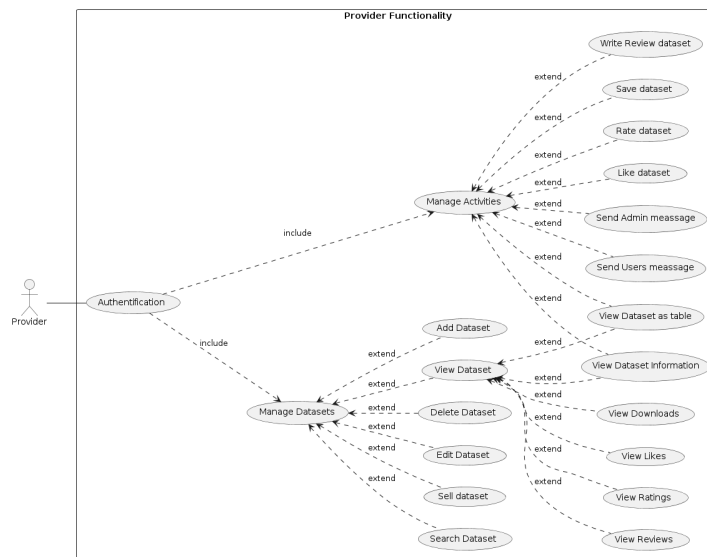 Provider Functionality
Write Review dataset
extend
Save dataset
extend
Rate dataset
extend
Like dataset
extend
Manage Activities
extend
Send Admin meassage
extend
include
extend
Send Users meassage
Authentification
Provider
View Dataset as table
Add Dataset
extend
include
extend
extend
View Dataset
View Dataset Information
extend
extend
Manage Datasets
extend
Delete Dataset
extend
View Downloads
extend
extend
Edit Dataset
View Likes
extend
extend
Sell dataset
extend
View Ratings
extend
Search Dataset
View Reviews